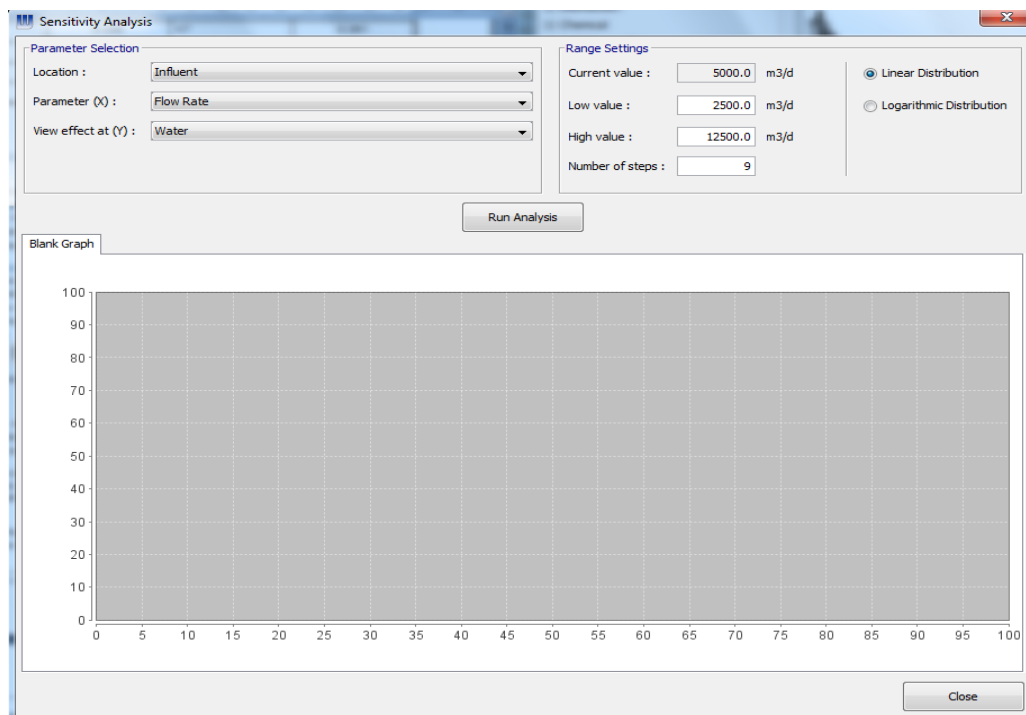 Sensitivity Analysis
Parameter Selection
Location :
Influent
Parameter (X) :
Flow Rate
View effect at (Y) :
Water
Range Settings
Current value :
5000.0 m3/d
Low value :
2500.0 m3/d
High value :
12500.0 m3/d
Number of steps :
9
Linear Distribution
Logarithmic Distribution
Run Analysis
Blank Graph
100
90
80
70
60
50
40
30
20
10
0
0 5 10 15 20 25 30 35 40 45 50 55 60 65 70 75 80 85 90 95 100
Close